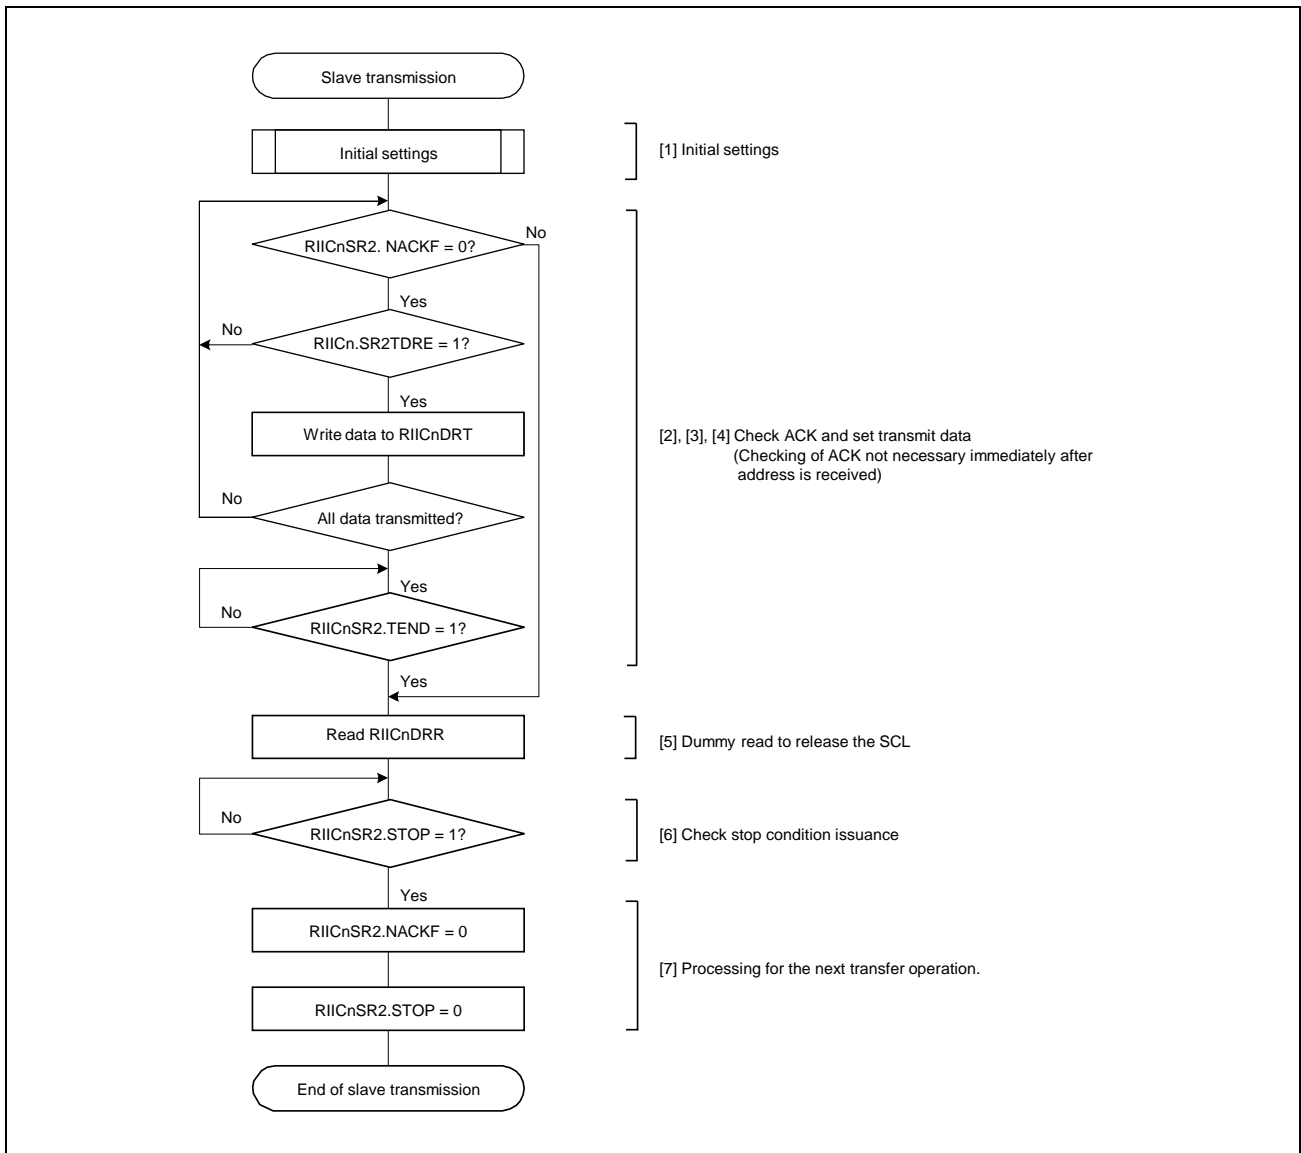 Slave transmission
Initial settings
[1] Initial settings
RIICnSR2. NACKF = 0?
No
Yes
No
RIICn.SR2TDRE = 1?
Yes
Write data to RIICnDRT
[2], [3], [4] Check ACK and set transmit data
(Checking of ACK not necessary immediately after
address is received)
No
All data transmitted?
Yes
No
RIICnSR2.TEND = 1?
Yes
Read RIICnDRR
[5] Dummy read to release the SCL
No
RIICnSR2.STOP = 1?
[6] Check stop condition issuance
Yes
RIICnSR2.NACKF = 0
[7] Processing for the next transfer operation.
RIICnSR2.STOP = 0
End of slave transmission